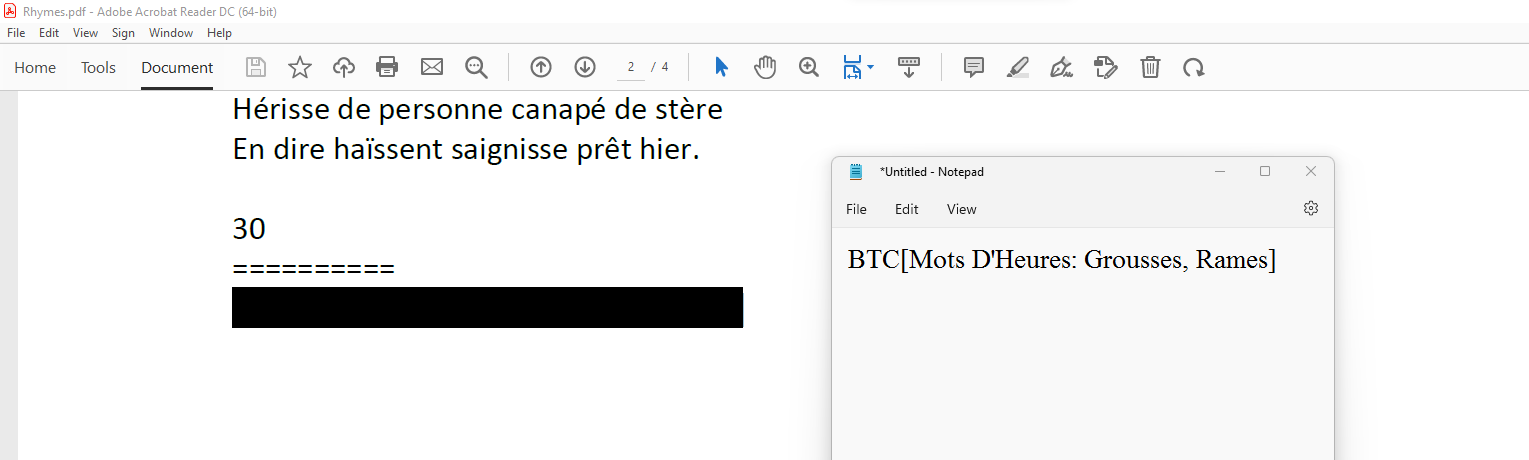 Rhymes.pdf - Adobe Acrobat Reader DC (64-bit)
File Edit View Sign Window Help
Home Tools Document 2 / 4
Hérisse de personne canapé de stère
En dire haïssent saignisse prêt hier.
30
==========
*Untitled - Notepad
File Edit View
BTC[Mots D'Heures: Grousses, Rames]